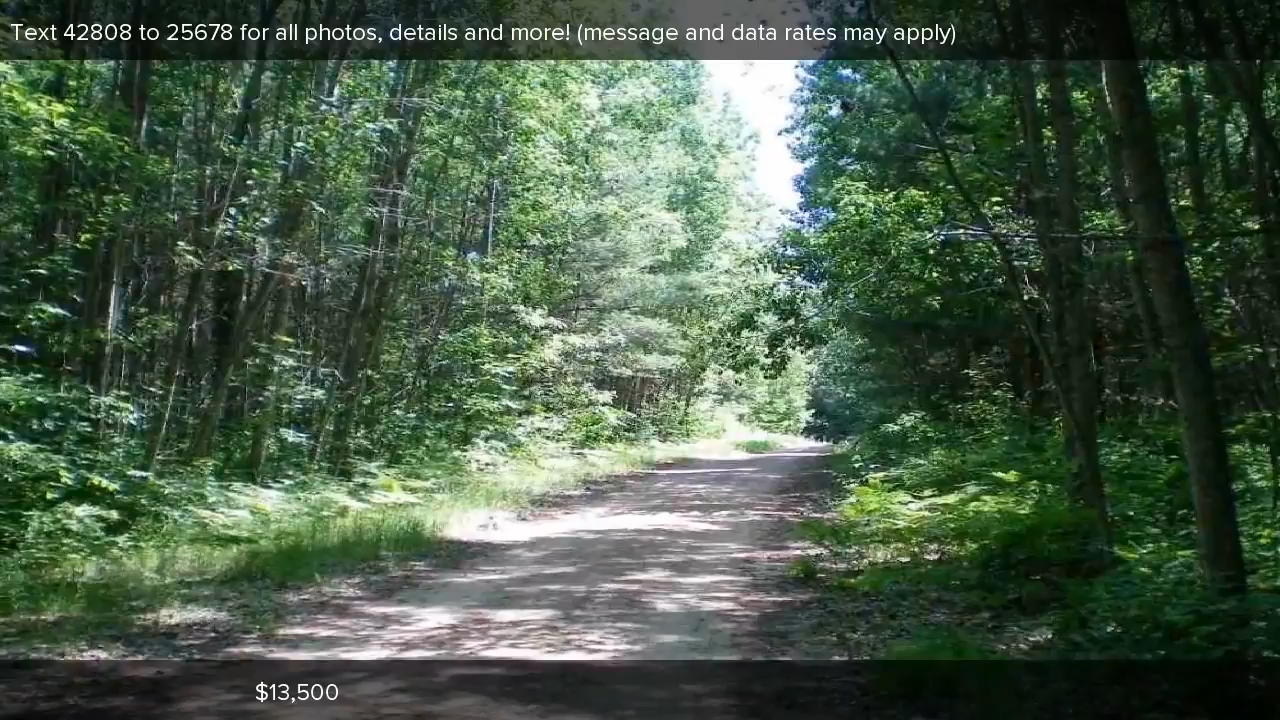 Text 42808 to 25678 for all photos, details and more! (message and data rates may apply)
$13,500